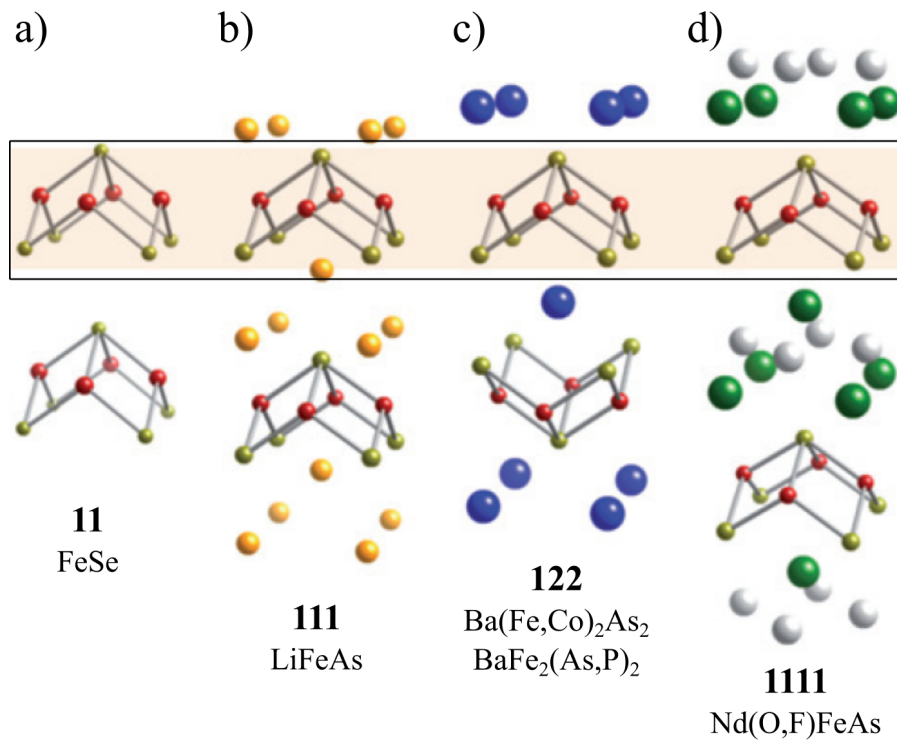 a)
b)
c)
d)
11
FeSe
111
LiFeAs
122
Ba(Fe,Co)₂As₂
BaFe₂(As,P)₂
1111
Nd(O,F)FeAs